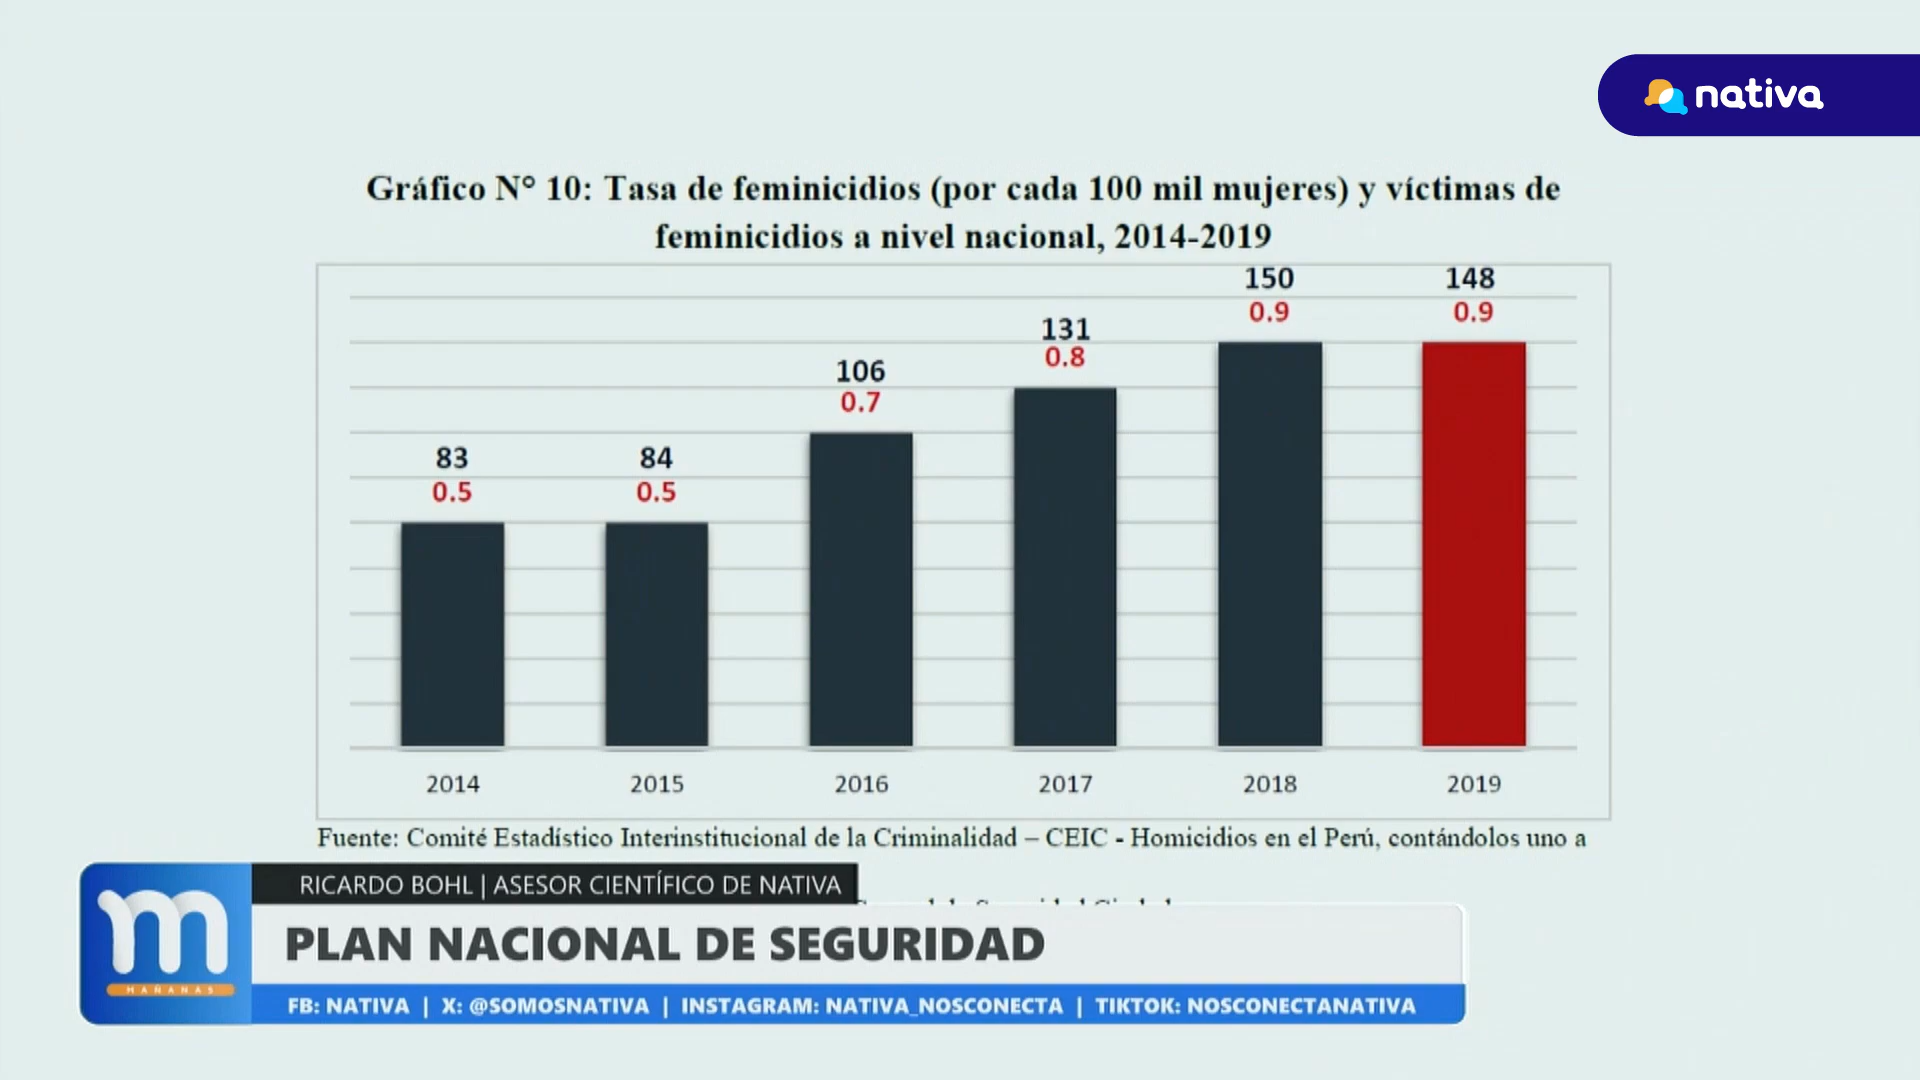 nativa
Gráfico N° 10: Tasa de feminicidios (por cada 100 mil mujeres) y víctimas de
feminicidios a nivel nacional, 2014-2019
83
0.5
84
0.5
106
0.7
131
0.8
150
0.9
148
0.9
2014 2015 2016 2017 2018 2019
Fuente: Comité Estadístico Interinstitucional de la Criminalidad – CEIC - Homicidios en el Perú, contándolos uno a
RICARDO BOHL | ASESOR CIENTÍFICO DE NATIVA
PLAN NACIONAL DE SEGURIDAD
m
MAÑANAS
FB: NATIVA | X: @SOMOSNATIVA | INSTAGRAM: NATIVA_NOSCONECTA | TIKTOK: NOSCONECTANATIVA